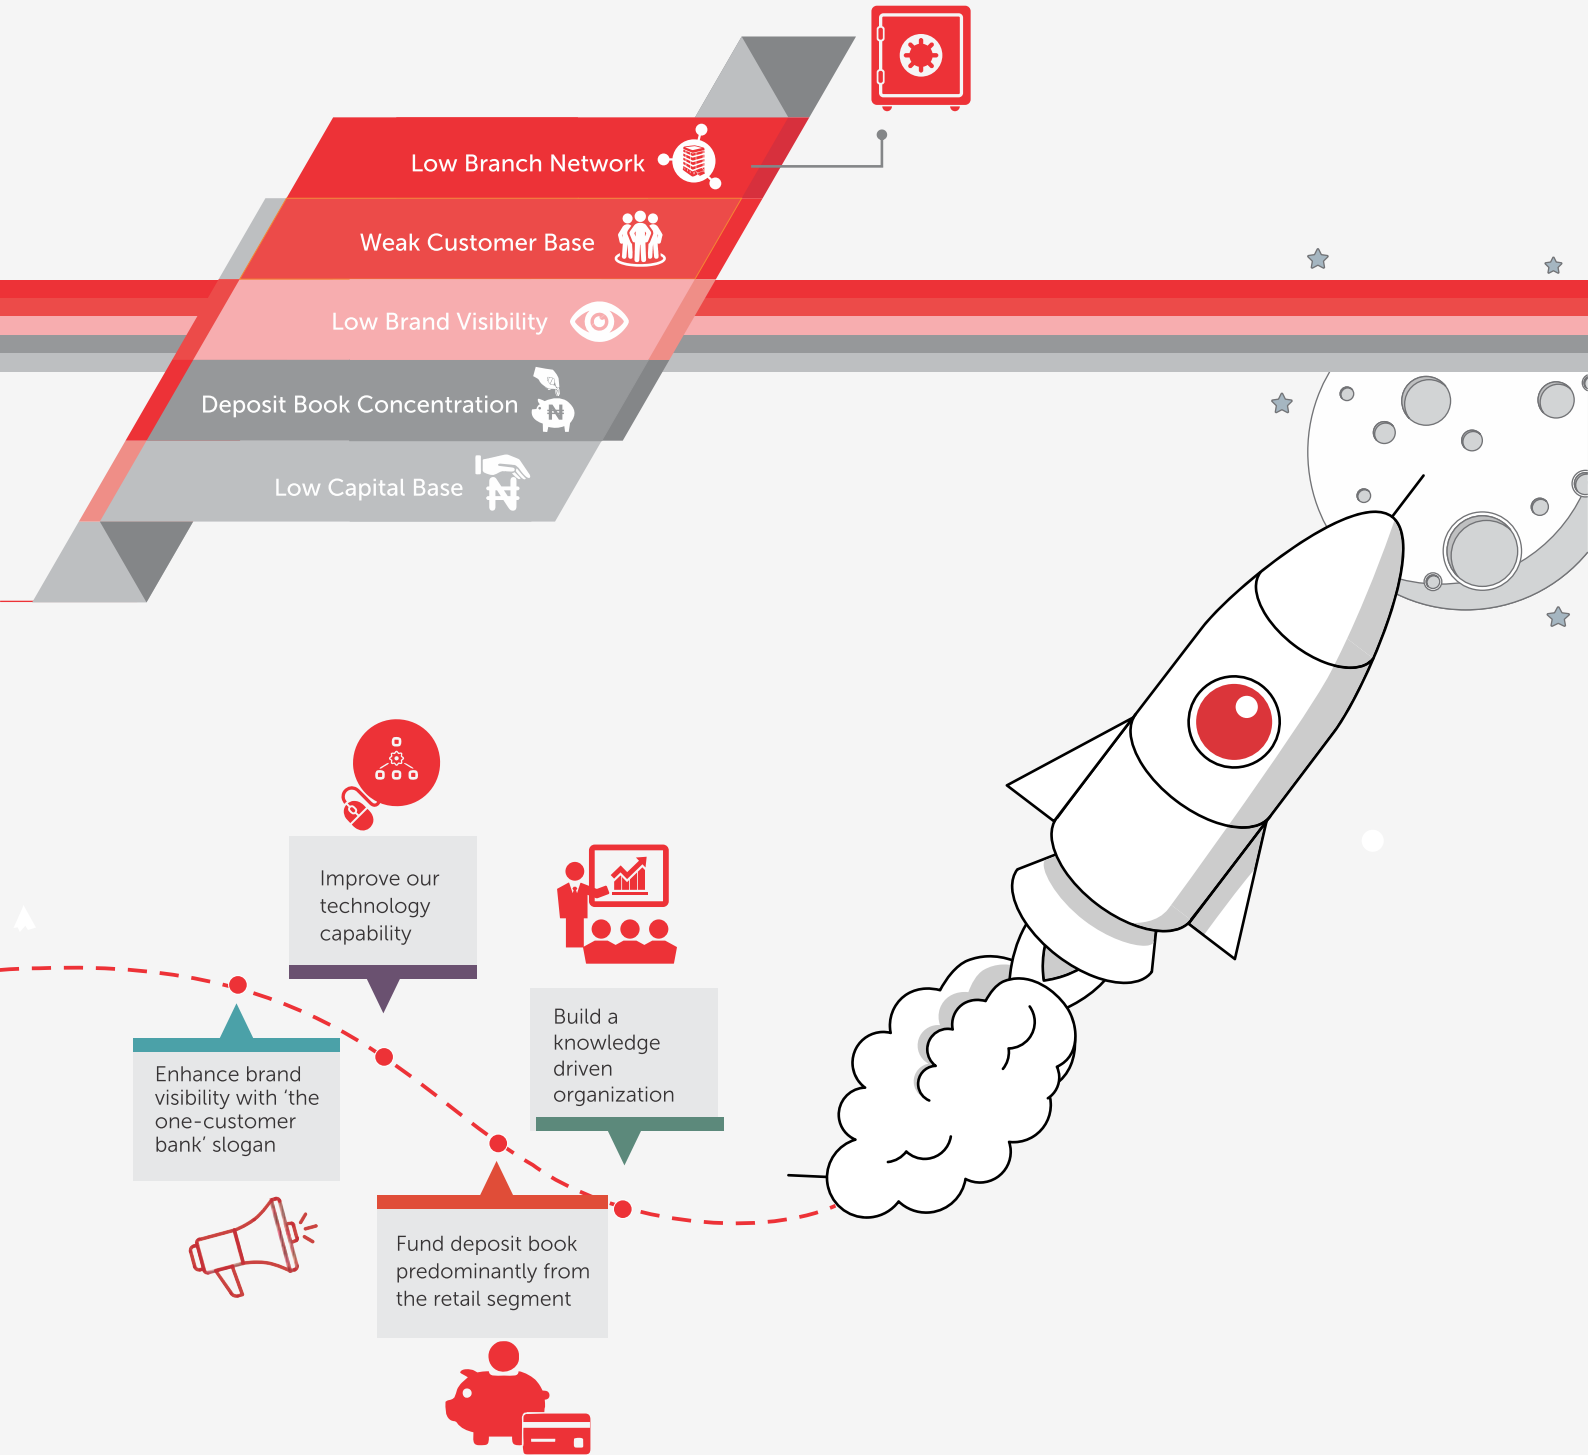 Low Branch Network
Weak Customer Base
Low Brand Visibility
Deposit Book Concentration
₦
Low Capital Base
₦
Improve our
technology
capability
Build a
knowledge
driven
organization
Enhance brand
visibility with ‘the
one-customer
bank’ slogan
Fund deposit book
predominantly from
the retail segment